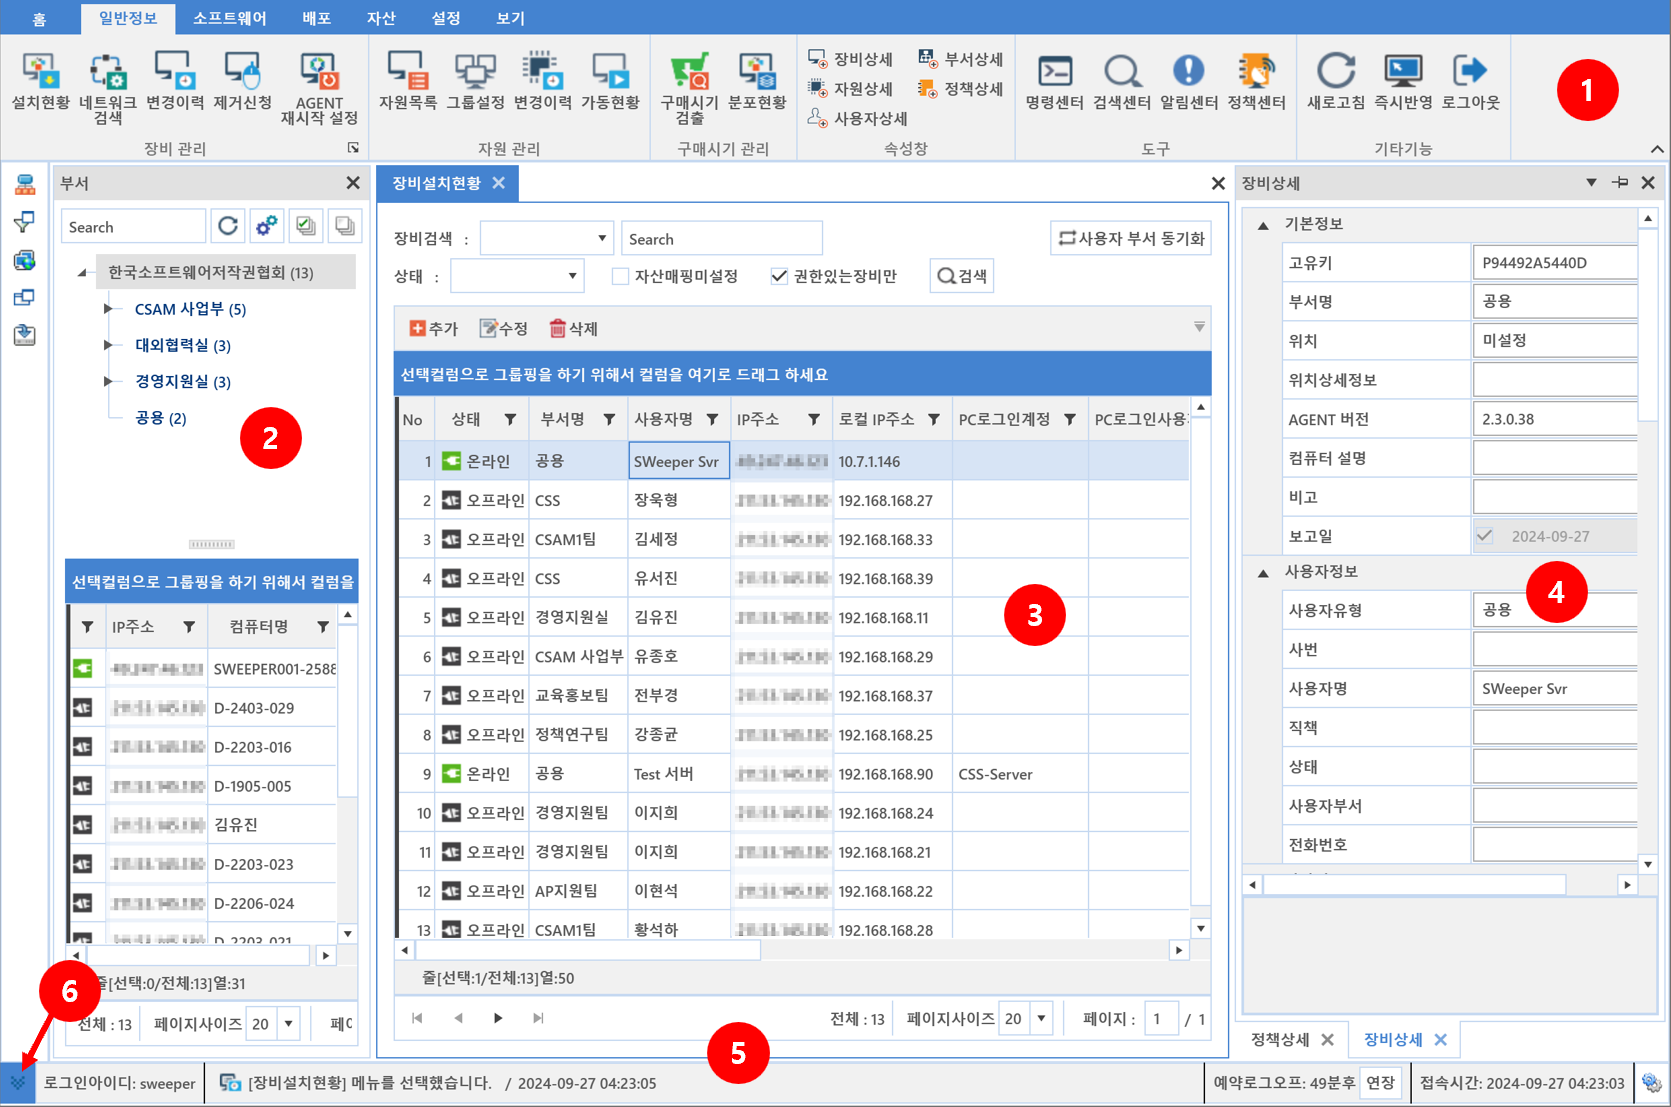 홈 일반정보 소프트웨어 배포 자산 설정 보기
설치현황 네트워크 검색 변경이력 제거신청 AGENT 재시작 설정
장비 관리
자원목록 그룹설정 변경이력 가동현황
자원 관리
구매시기 검출 분포현황
구매시기 관리
장비상세 부서상세
자원상세 정책상세
사용자상세
속성창
명령센터 검색센터 알림센터 정책센터
도구
새로고침 즉시반영 로그아웃
기타기능
1
부서
Search
한국소프트웨어저작권협회 (13)
CSAM 사업부 (5)
대외협력실 (3)
경영지원실 (3)
공용 (2)
2
선택컬럼으로 그룹핑을 하기 위해서 컬럼을
IP주소 컴퓨터명
SWEEPER001-2588
D-2403-029
D-2203-016
D-1905-005
김유진
D-2203-023
D-2206-024
D-2203-021
줄[선택:0/전체:13]열:31
전체 : 13 페이지사이즈 20
6
장비설치현황
장비검색 : Search 사용자 부서 동기화
상태 : 자산매핑미설정 권한있는장비만 검색
추가 수정 삭제
선택컬럼으로 그룹핑을 하기 위해서 컬럼을 여기로 드래그 하세요
No 상태 부서명 사용자명 IP주소 로컬 IP주소 PC로그인계정 PC로그인사용
1 온라인 공용 SWeeper Svr 10.7.1.146
2 오프라인 CSS 장욱형 192.168.168.27
3 오프라인 CSAM1팀 김세정 192.168.168.33
4 오프라인 CSS 유서진 192.168.168.39
5 오프라인 경영지원실 김유진 192.168.168.11
6 오프라인 CSAM 사업부 유종호 192.168.168.29
7 오프라인 교육홍보팀 전부경 192.168.168.37
8 오프라인 정책연구팀 강종균 192.168.168.25
9 온라인 공용 Test 서버 192.168.168.90 CSS-Server
10 오프라인 경영지원팀 이지희 192.168.168.24
11 오프라인 경영지원팀 이지희 192.168.168.21
12 오프라인 AP지원팀 이현석 192.168.168.22
13 오프라인 CSAM1팀 황석하 192.168.168.28
3
줄[선택:1/전체:13]열:50
전체 : 13 페이지사이즈 20 페이지 : 1 / 1
5
장비상세
기본정보
고유키 P94492A5440D
부서명 공용
위치 미설정
위치상세정보
AGENT 버전 2.3.0.38
컴퓨터 설명
비고
보고일 2024-09-27
사용자정보
4
사용자유형 공용
사번
사용자명 SWeeper Svr
직책
상태
사용자부서
전화번호
정책상세 장비상세
로그인아이디: sweeper [장비설치현황] 메뉴를 선택했습니다. / 2024-09-27 04:23:05 예약로그오프: 49분후 연장 접속시간: 2024-09-27 04:23:03